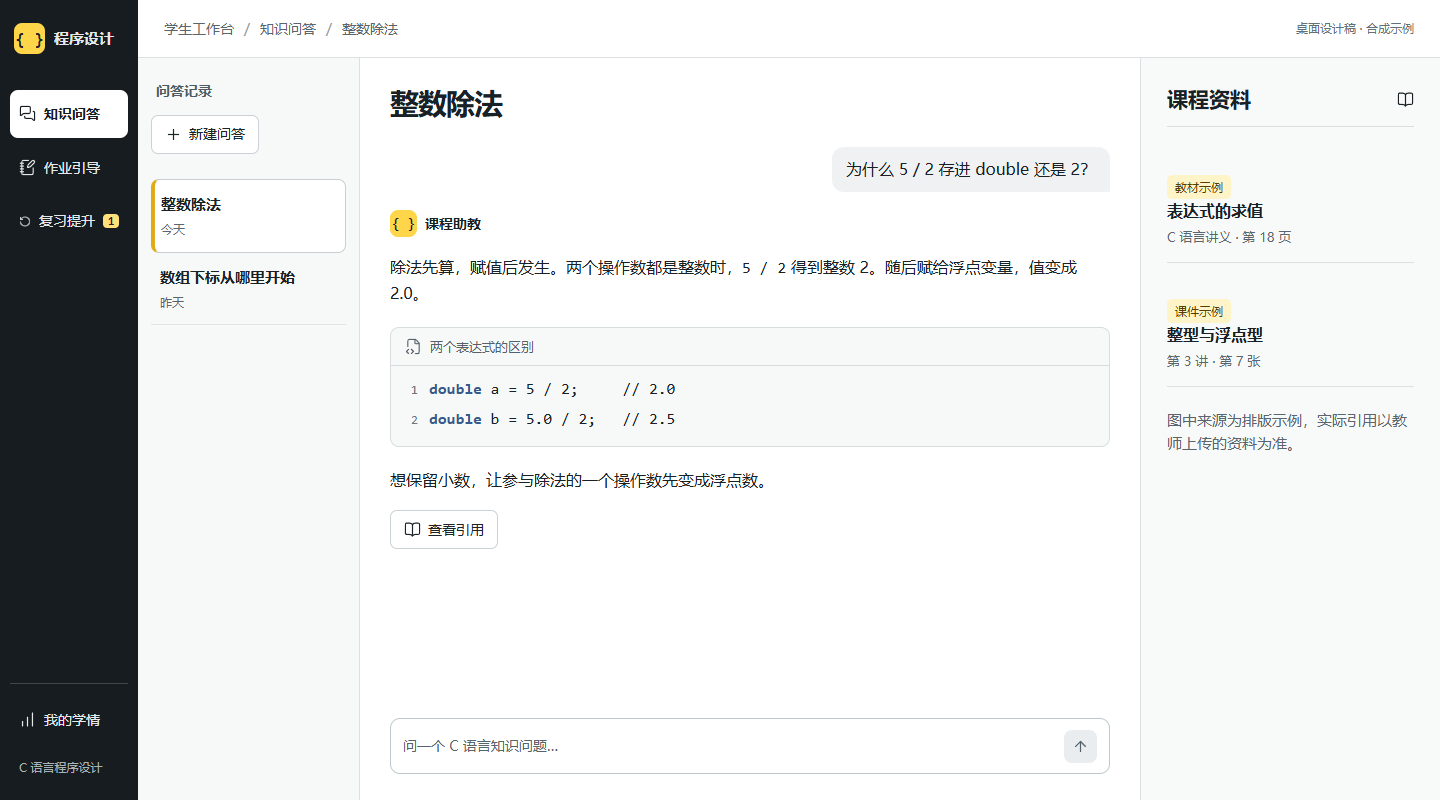 { } 程序设计
知识问答
作业引导
复习提升 1
我的学情
C 语言程序设计
学生工作台 / 知识问答 / 整数除法
桌面设计稿 · 合成示例
问答记录
新建问答
整数除法
今天
数组下标从哪里开始
昨天
整数除法
为什么 5 / 2 存进 double 还是 2？
{ } 课程助教
除法先算，赋值后发生。两个操作数都是整数时，5 / 2 得到整数 2。随后赋给浮点变量，值变成
2.0。
两个表达式的区别
1 double a = 5 / 2;     // 2.0
2 double b = 5.0 / 2;   // 2.5
想保留小数，让参与除法的一个操作数先变成浮点数。
查看引用
问一个 C 语言知识问题...
课程资料
教材示例
表达式的求值
C 语言讲义 · 第 18 页
课件示例
整型与浮点型
第 3 讲 · 第 7 张
图中来源为排版示例，实际引用以教
师上传的资料为准。